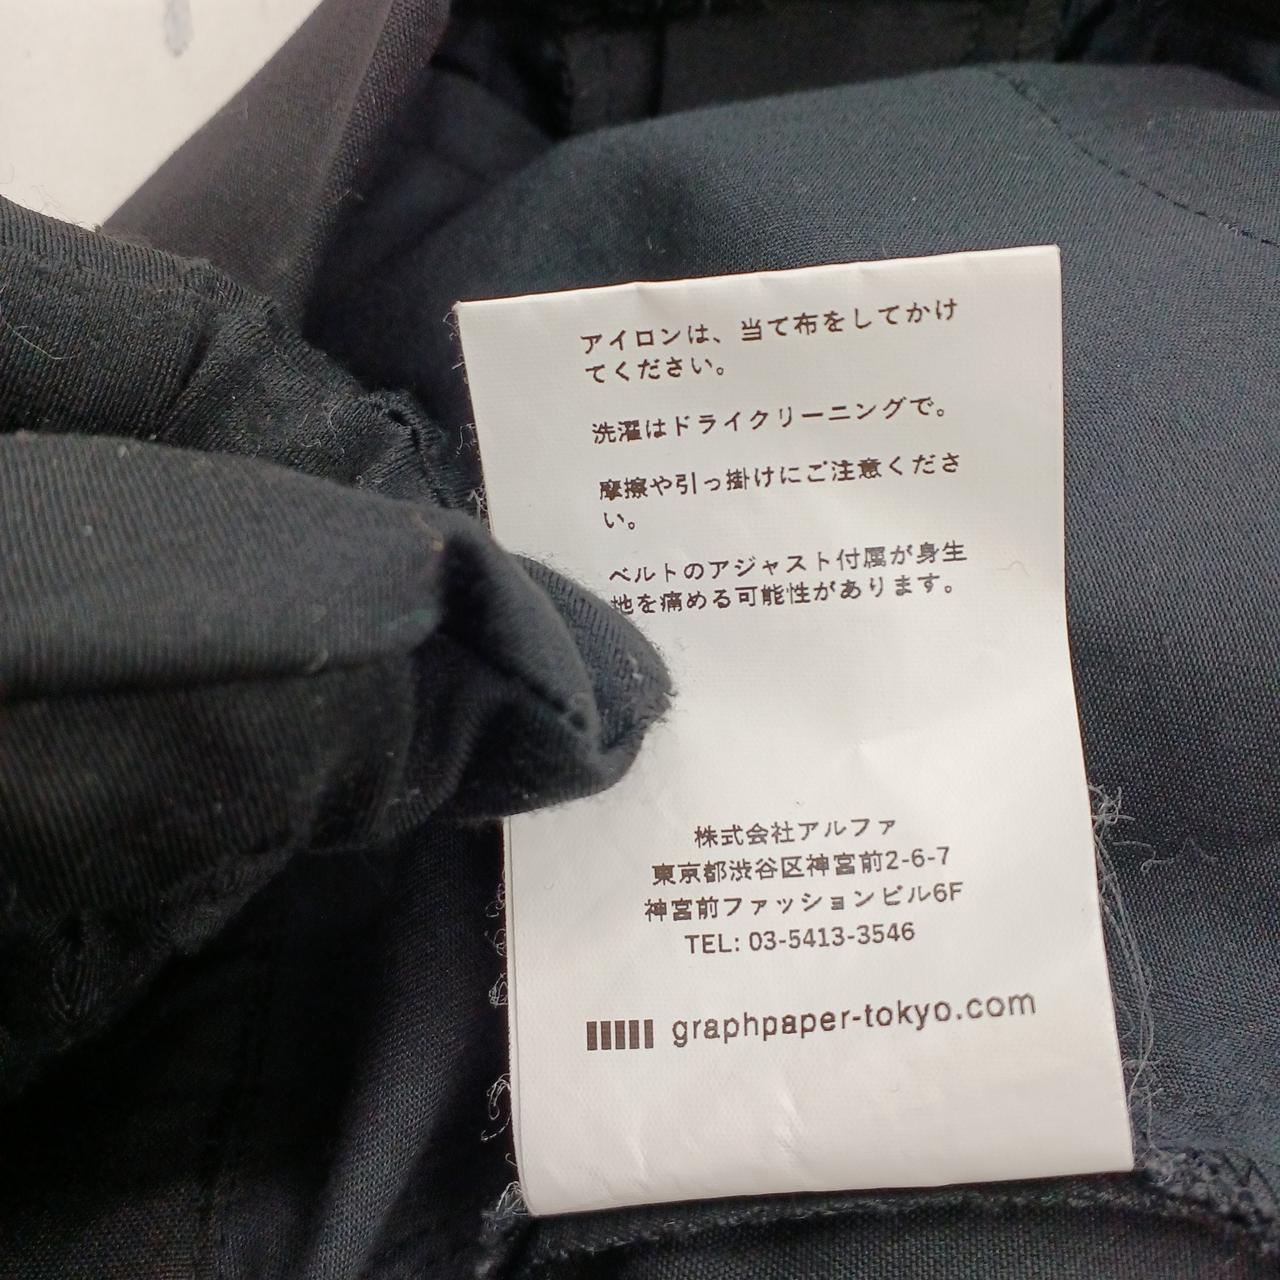 アイロンは、当て布をしてかけ
てください。
洗濯はドライクリーニングで。
摩擦や引っ掛けにご注意くださ
い。
ベルトのアジャスト付属が身生
地を痛める可能性があります。
株式会社アルファ
東京都渋谷区神宮前2-6-7
神宮前ファッションビル6F
TEL: 03-5413-3546
graphpaper-tokyo.com